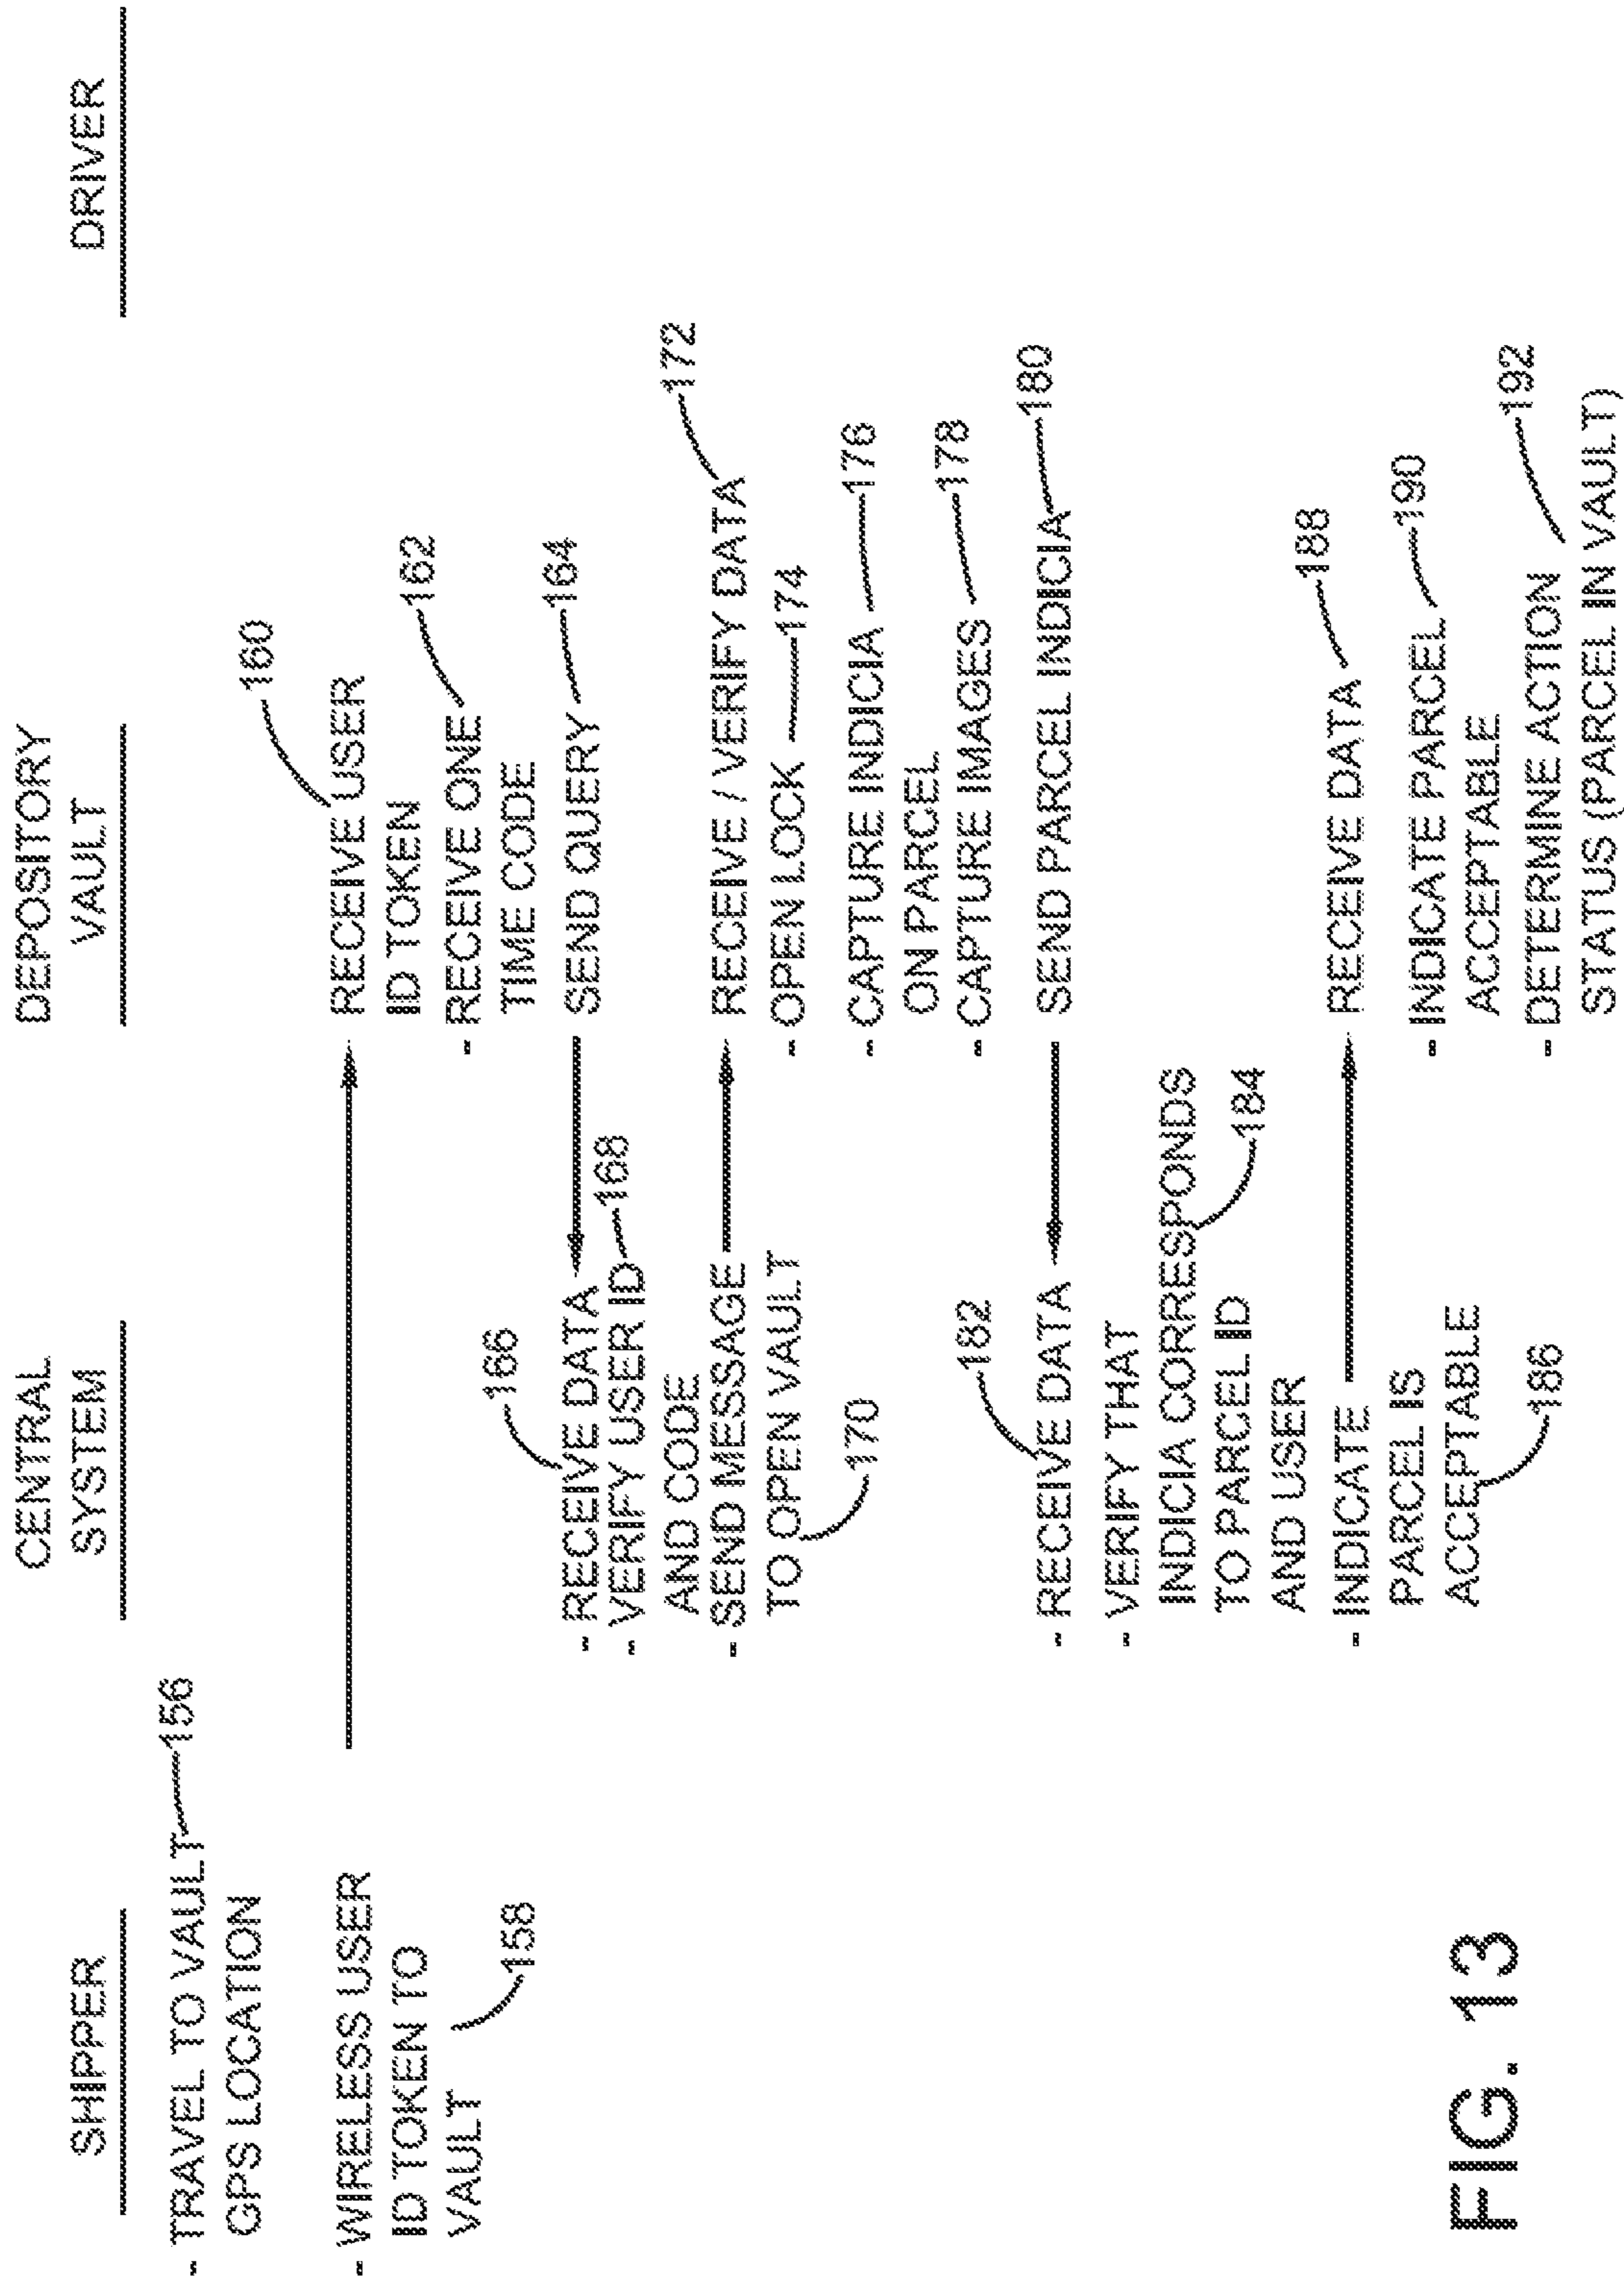 SHIPPER
- TRAVEL TO VAULT 156
GPS LOCATION
- WIRELESS USER
ID TOKEN TO
VAULT
158
CENTRAL
SYSTEM
166
- RECEIVE DATA
- VERIFY USER ID 168
AND CODE
- SEND MESSAGE
TO OPEN VAULT
170
182
- RECEIVE DATA
- VERIFY THAT
INDICIA CORRESPONDS
TO PARCEL ID
184
AND USER
- INDICATE
PARCEL IS
ACCEPTABLE
186
DEPOSITORY
VAULT
160
RECEIVE USER
ID TOKEN
162
- RECEIVE ONE
TIME CODE
SEND QUERY 164
172
RECEIVE / VERIFY DATA
- OPEN LOCK 174
- CAPTURE INDICIA 176
ON PARCEL
- CAPTURE IMAGES 178
SEND PARCEL INDICIA 180
188
RECEIVE DATA
- INDICATE PARCEL 190
ACCEPTABLE
- DETERMINE ACTION 192
STATUS (PARCEL IN VAULT)
DRIVER
FIG. 13